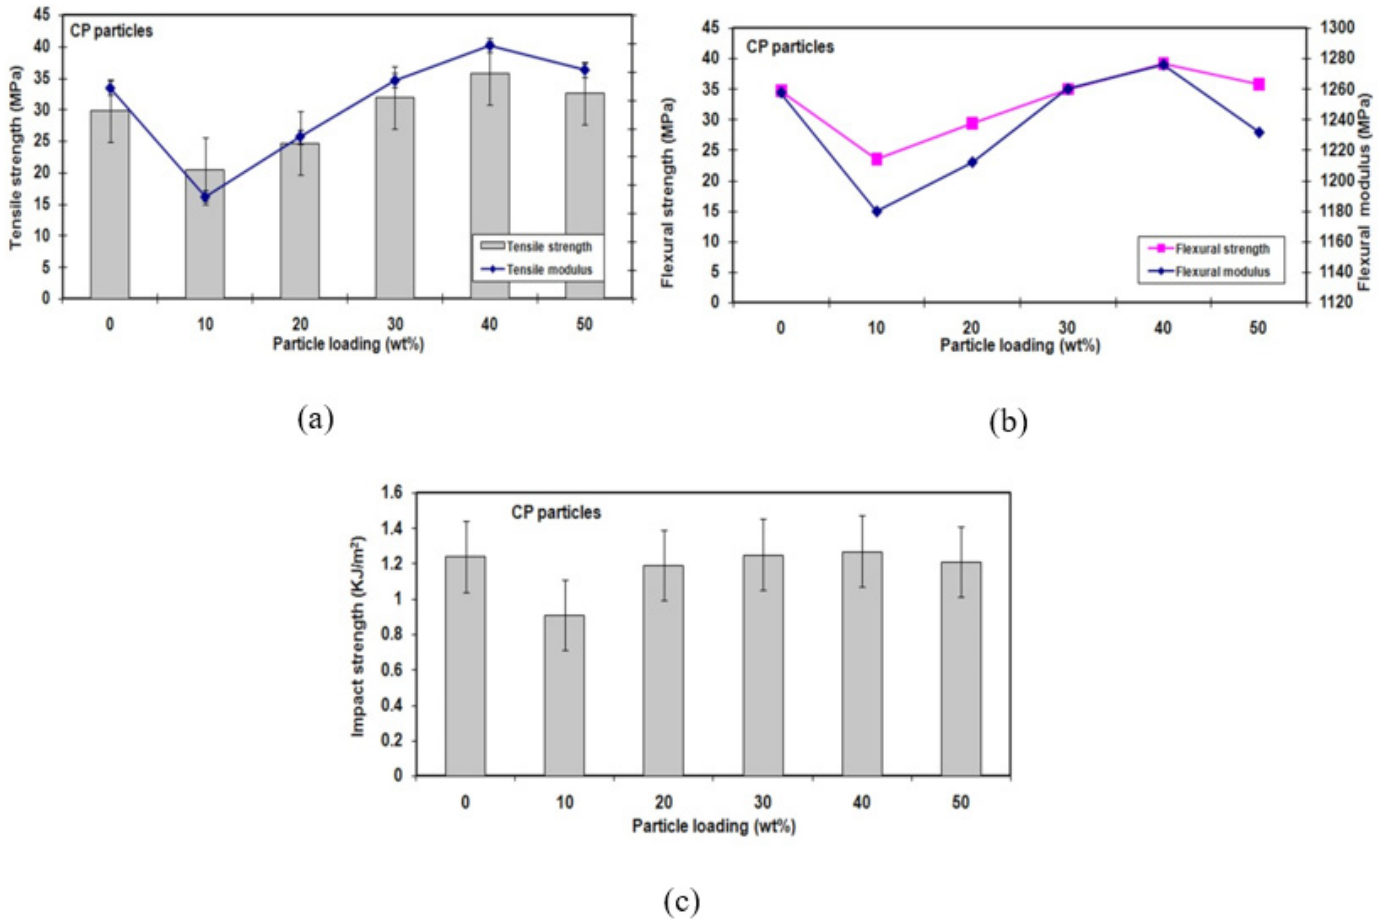 CP particles
Tensile strength (MPa)
45
40
35
30
25
20
15
10
5
0
Tensile strength
Tensile modulus
0 10 20 30 40 50
Particle loading (wt%)
(a)
CP particles
Flexural strength (MPa)
45
40
35
30
25
20
15
10
5
0
Flexural strength
Flexural modulus
1300
1280
1260
1240
1220
1200
1180
1160
1140
1120
Flexural modulus (MPa)
0 10 20 30 40 50
Particle loading (wt%)
(b)
CP particles
Impact strength (KJ/m²)
1.6
1.4
1.2
1
0.8
0.6
0.4
0.2
0
0 10 20 30 40 50
Particle loading (wt%)
(c)